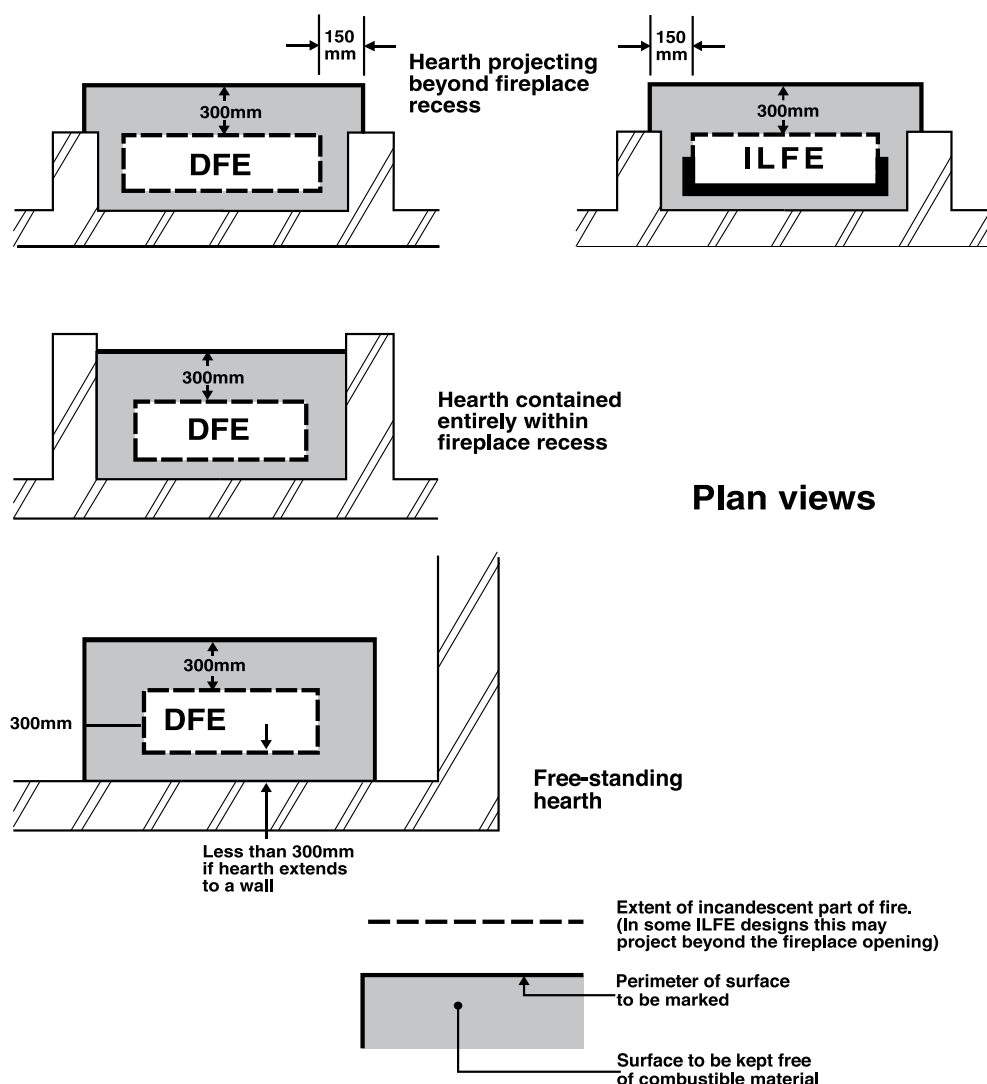 150
mm
Hearth projecting
beyond fireplace
recess
300mm
DFE
150
mm
300mm
ILFE
300mm
DFE
Hearth contained
entirely within
fireplace recess
Plan views
300mm
300mm
DFE
Free-standing
hearth
Less than 300mm
if hearth extends
to a wall
Extent of incandescent part of fire.
(In some ILFE designs this may
project beyond the fireplace opening)
Perimeter of surface
to be marked
Surface to be kept free
of combustible material